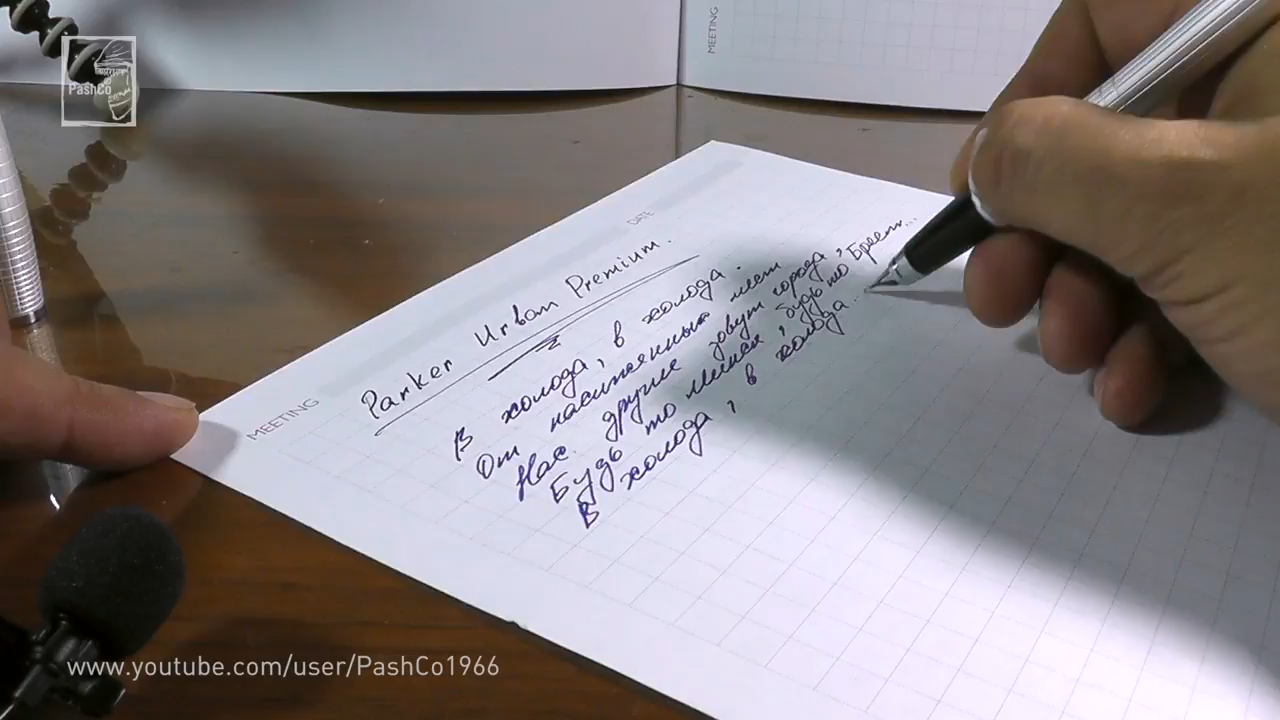 PashCo
MEETING
DATE
MEETING
Parker Urban Premium.
В холода, в холода.
От насиженных мест
Нас другие зовут города,
Будь то Минск, будь то Брест...
В холода, в холода...
www.youtube.com/user/PashCo1966